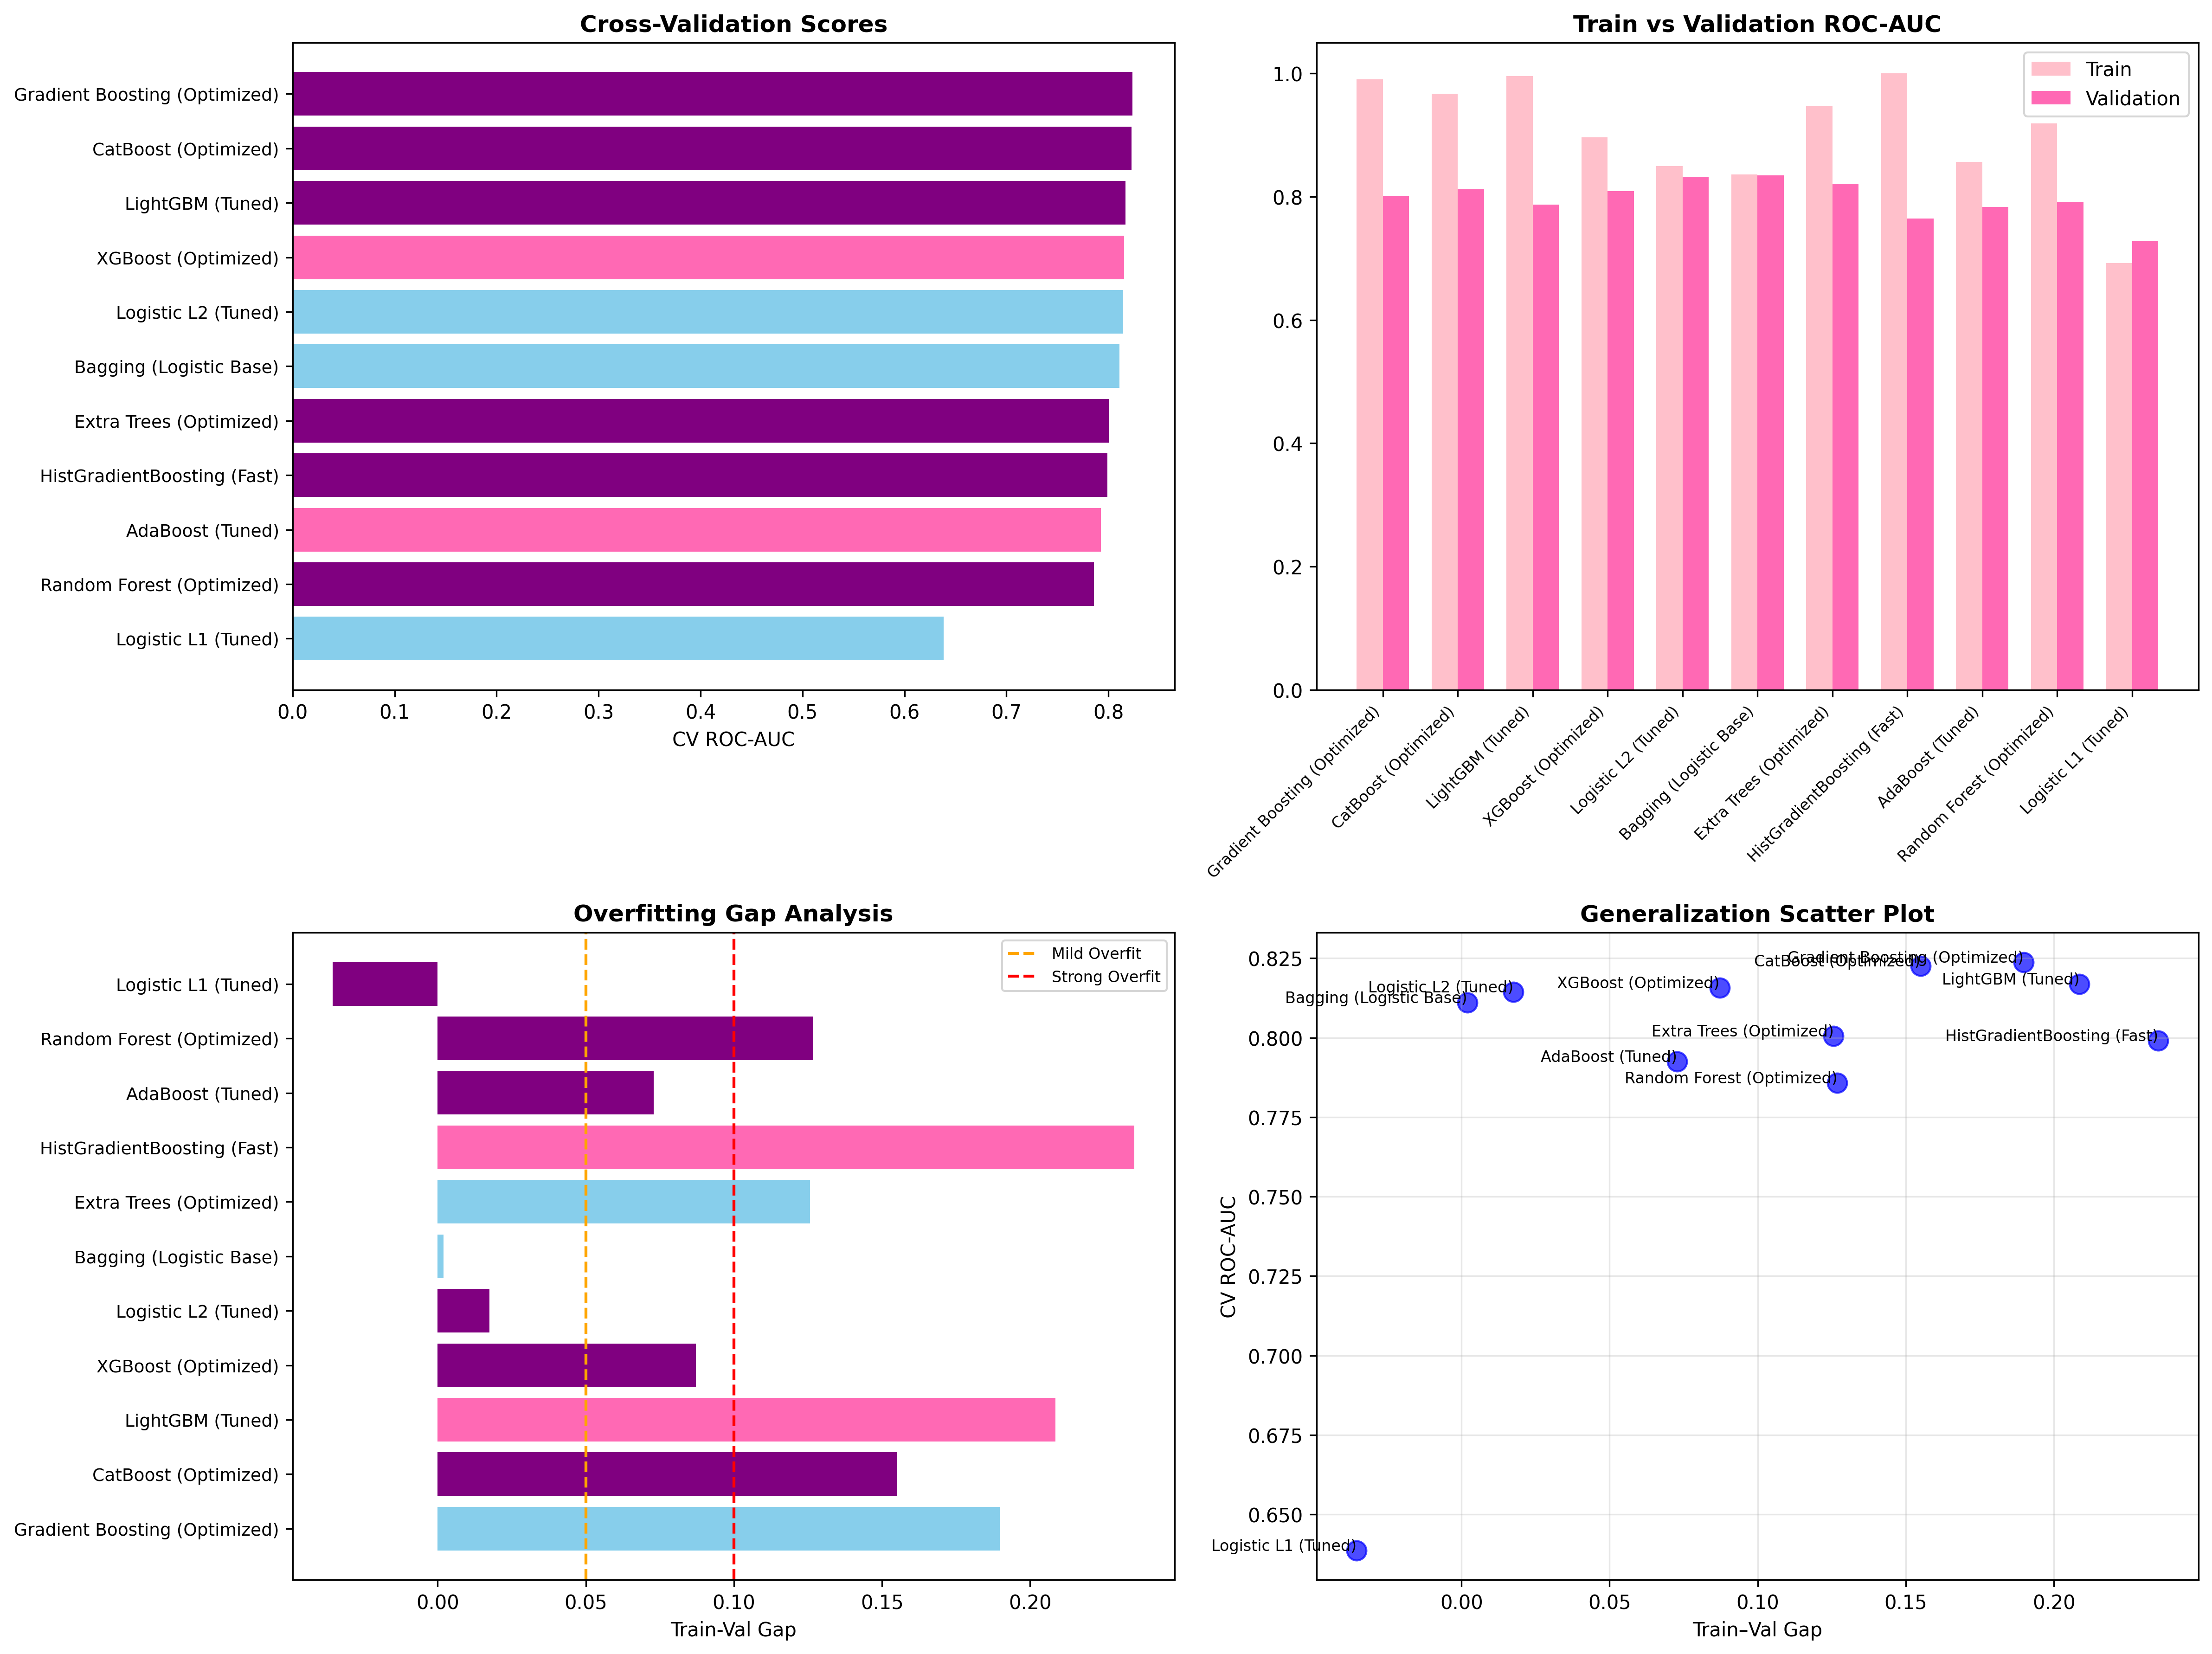 Cross-Validation Scores
Gradient Boosting (Optimized)
CatBoost (Optimized)
LightGBM (Tuned)
XGBoost (Optimized)
Logistic L2 (Tuned)
Bagging (Logistic Base)
Extra Trees (Optimized)
HistGradientBoosting (Fast)
AdaBoost (Tuned)
Random Forest (Optimized)
Logistic L1 (Tuned)
0.0 0.1 0.2 0.3 0.4 0.5 0.6 0.7 0.8
CV ROC-AUC
Train vs Validation ROC-AUC
Train
Validation
1.0
0.8
0.6
0.4
0.2
0.0
Gradient Boosting (Optimized)
CatBoost (Optimized)
LightGBM (Tuned)
XGBoost (Optimized)
Logistic L2 (Tuned)
Bagging (Logistic Base)
Extra Trees (Optimized)
HistGradientBoosting (Fast)
AdaBoost (Tuned)
Random Forest (Optimized)
Logistic L1 (Tuned)
Overfitting Gap Analysis
Mild Overfit
Strong Overfit
Logistic L1 (Tuned)
Random Forest (Optimized)
AdaBoost (Tuned)
HistGradientBoosting (Fast)
Extra Trees (Optimized)
Bagging (Logistic Base)
Logistic L2 (Tuned)
XGBoost (Optimized)
LightGBM (Tuned)
CatBoost (Optimized)
Gradient Boosting (Optimized)
0.00 0.05 0.10 0.15 0.20
Train-Val Gap
Generalization Scatter Plot
CV ROC-AUC
0.825
0.800
0.775
0.750
0.725
0.700
0.675
0.650
Gradient Boosting (Optimized)
CatBoost (Optimized)
LightGBM (Tuned)
XGBoost (Optimized)
Logistic L2 (Tuned)
Bagging (Logistic Base)
Extra Trees (Optimized)
HistGradientBoosting (Fast)
AdaBoost (Tuned)
Random Forest (Optimized)
Logistic L1 (Tuned)
0.00 0.05 0.10 0.15 0.20
Train–Val Gap